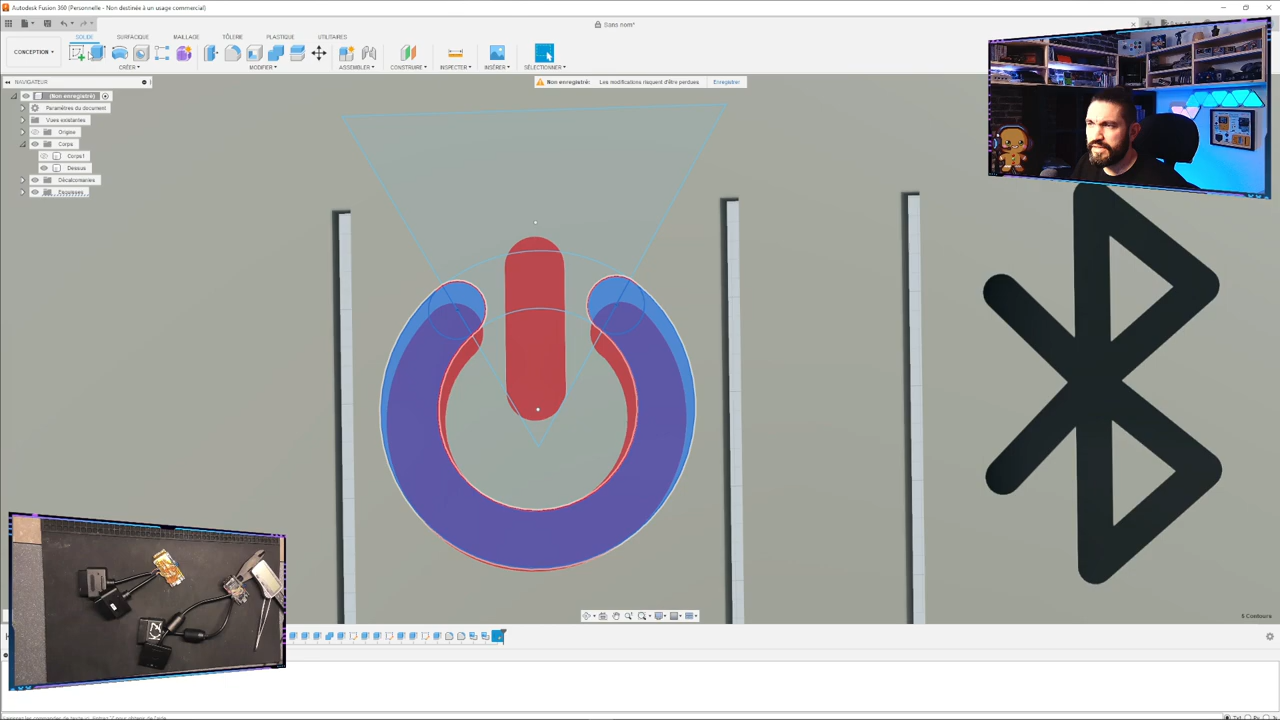 Autodesk Fusion 360 (Personnelle - Non destinée à un usage commercial)
Sans nom*
SOLIDE SURFACIQUE MAILLAGE TÔLERIE PLASTIQUE UTILITAIRES
CONCEPTION
CRÉER MODIFIER ASSEMBLER CONSTRUIRE INSPECTER INSÉRER SÉLECTIONNER
NAVIGATEUR
Non enregistré: Les modifications risquent d'être perdues Enregistrer
(Non enregistré)
Paramètres du document
Vues existantes
Origine
Corps
Corps1
Dessus
Décalcomanies
Esquisses
5 Contours